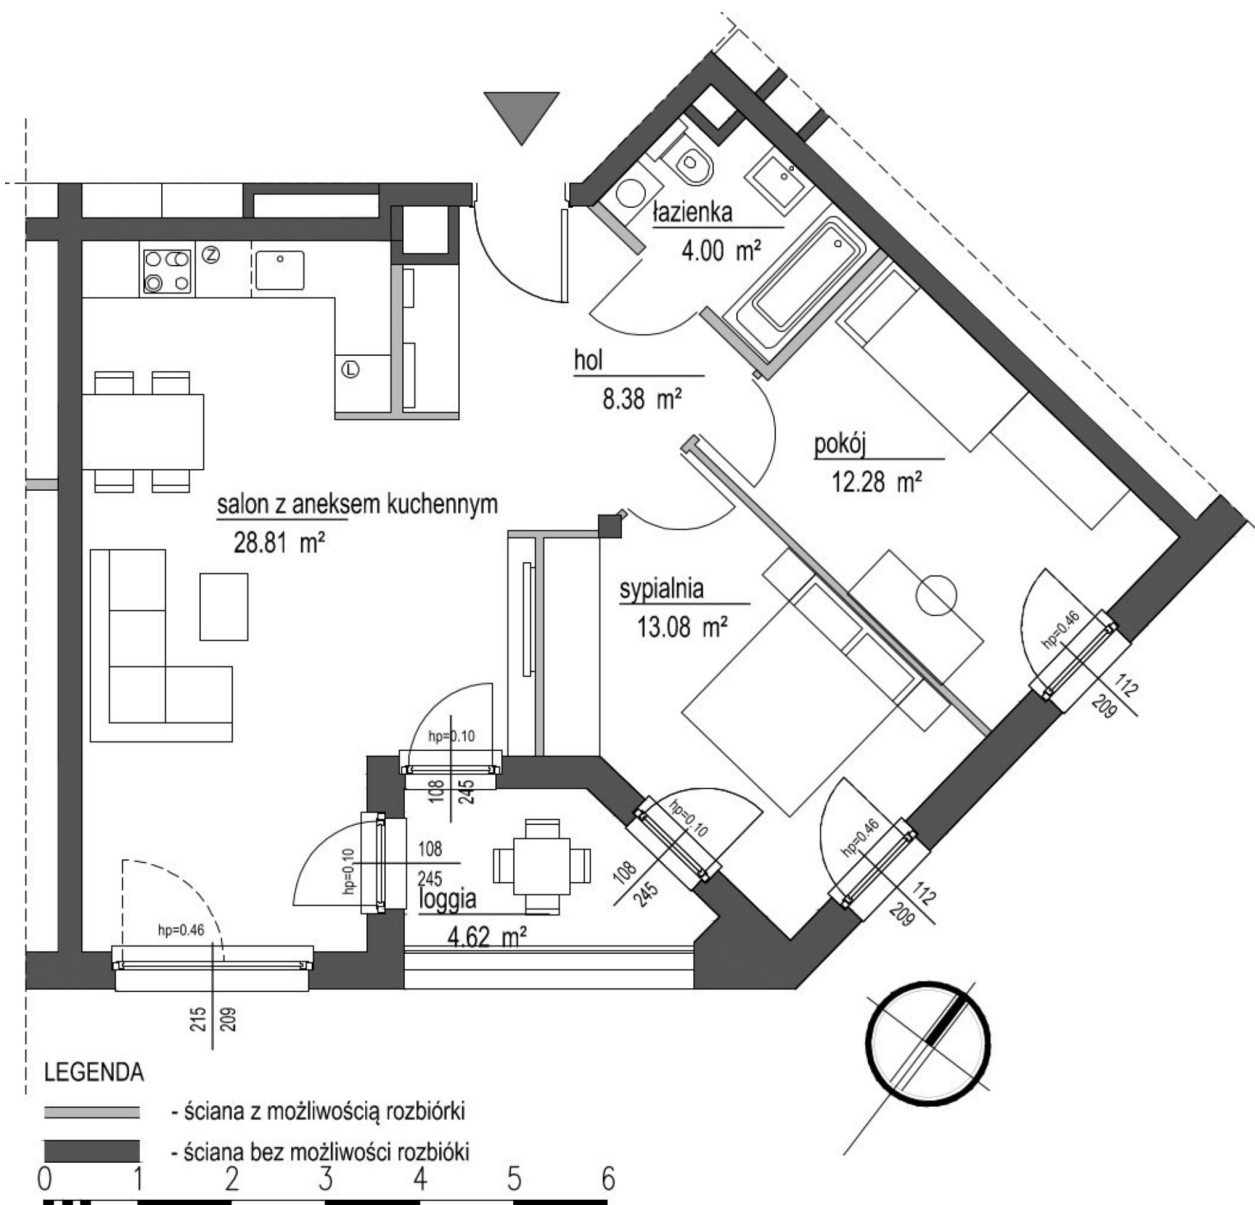 łazienka
4.00 m²
Z
hol
8.38 m²
L
pokój
12.28 m²
salon z aneksem kuchennym
28.81 m²
sypialnia
13.08 m²
hp=0.46
112
209
hp=0.10
108
245
hp=0.10
108
245
hp=0.46
112
209
hp=0.10
108
245
loggia
4.62 m²
hp=0.46
215
209
LEGENDA
- ściana z możliwością rozbiórki
- ściana bez możliwości rozbióki
0 1 2 3 4 5 6